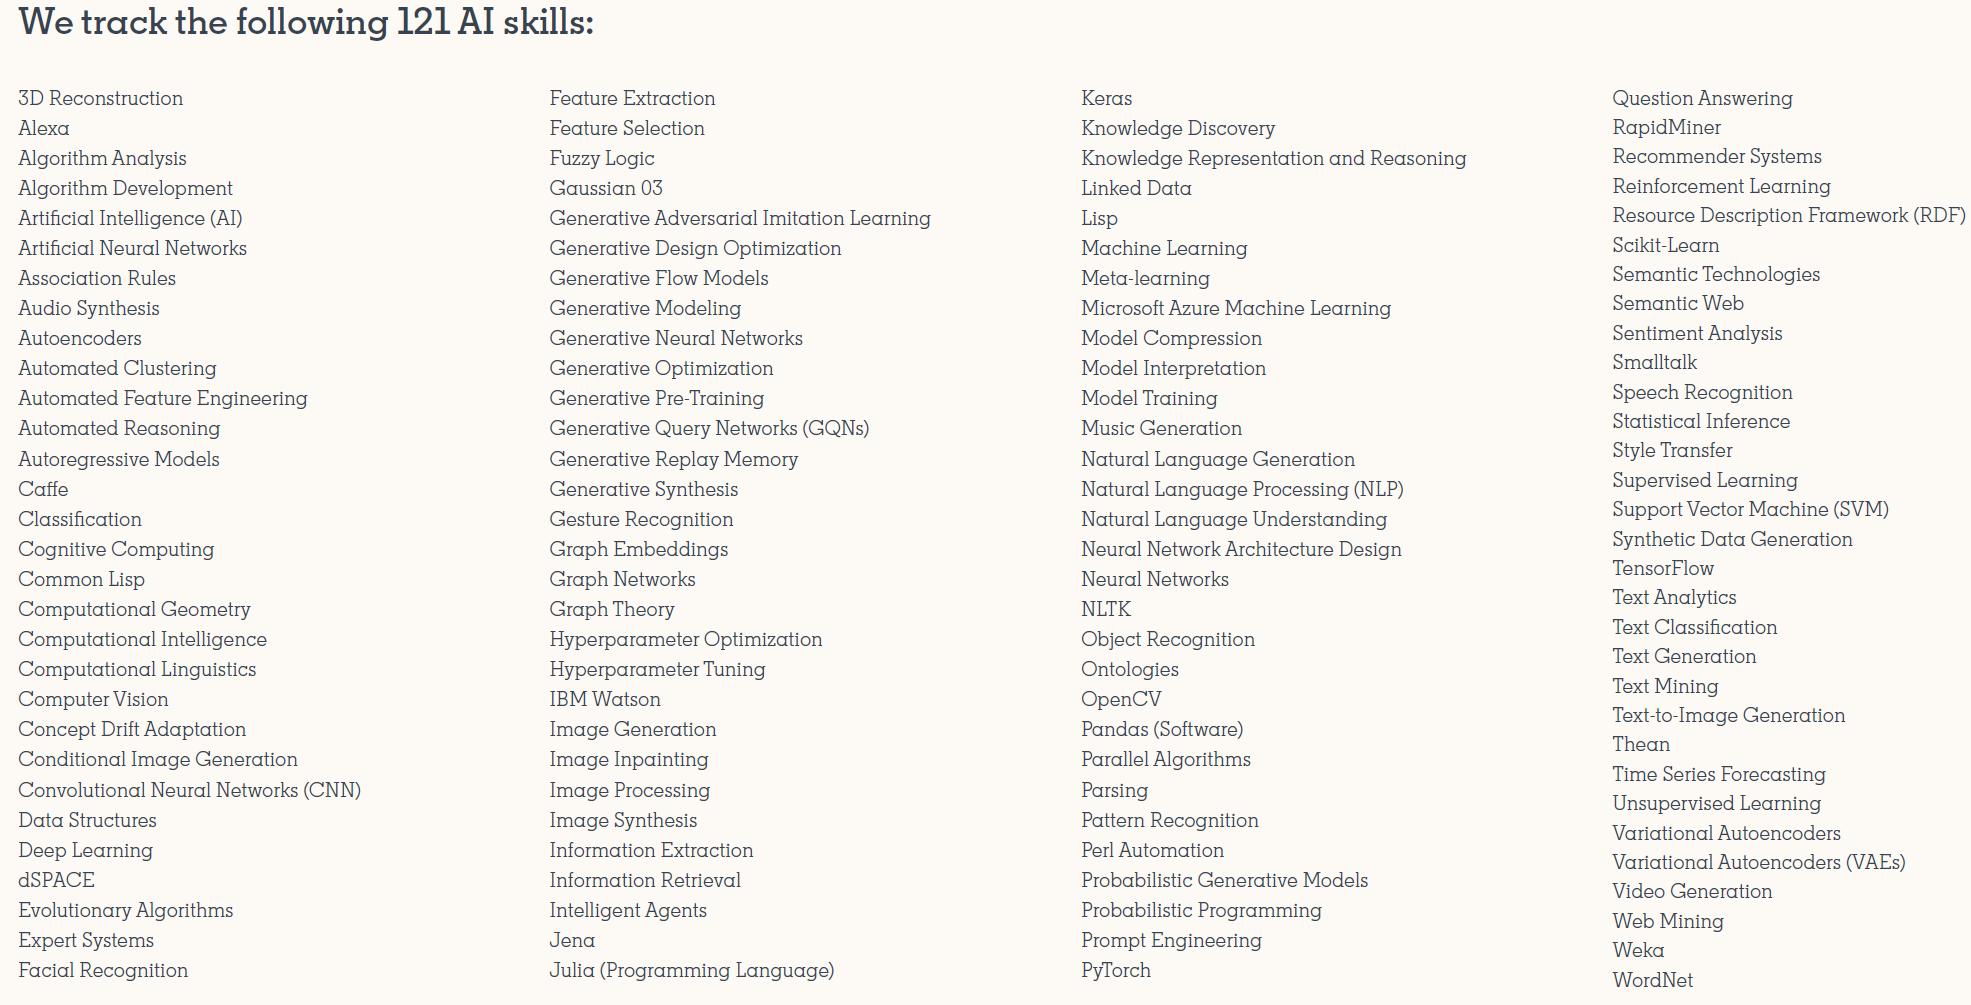 We track the following 121 AI skills:
3D Reconstruction
Alexa
Algorithm Analysis
Algorithm Development
Artificial Intelligence (AI)
Artificial Neural Networks
Association Rules
Audio Synthesis
Autoencoders
Automated Clustering
Automated Feature Engineering
Automated Reasoning
Autoregressive Models
Caffe
Classification
Cognitive Computing
Common Lisp
Computational Geometry
Computational Intelligence
Computational Linguistics
Computer Vision
Concept Drift Adaptation
Conditional Image Generation
Convolutional Neural Networks (CNN)
Data Structures
Deep Learning
dSPACE
Evolutionary Algorithms
Expert Systems
Facial Recognition
Feature Extraction
Feature Selection
Fuzzy Logic
Gaussian 03
Generative Adversarial Imitation Learning
Generative Design Optimization
Generative Flow Models
Generative Modeling
Generative Neural Networks
Generative Optimization
Generative Pre-Training
Generative Query Networks (GQNs)
Generative Replay Memory
Generative Synthesis
Gesture Recognition
Graph Embeddings
Graph Networks
Graph Theory
Hyperparameter Optimization
Hyperparameter Tuning
IBM Watson
Image Generation
Image Inpainting
Image Processing
Image Synthesis
Information Extraction
Information Retrieval
Intelligent Agents
Jena
Julia (Programming Language)
Keras
Knowledge Discovery
Knowledge Representation and Reasoning
Linked Data
Lisp
Machine Learning
Meta-learning
Microsoft Azure Machine Learning
Model Compression
Model Interpretation
Model Training
Music Generation
Natural Language Generation
Natural Language Processing (NLP)
Natural Language Understanding
Neural Network Architecture Design
Neural Networks
NLTK
Object Recognition
Ontologies
OpenCV
Pandas (Software)
Parallel Algorithms
Parsing
Pattern Recognition
Perl Automation
Probabilistic Generative Models
Probabilistic Programming
Prompt Engineering
PyTorch
Question Answering
RapidMiner
Recommender Systems
Reinforcement Learning
Resource Description Framework (RDF)
Scikit-Learn
Semantic Technologies
Semantic Web
Sentiment Analysis
Smalltalk
Speech Recognition
Statistical Inference
Style Transfer
Supervised Learning
Support Vector Machine (SVM)
Synthetic Data Generation
TensorFlow
Text Analytics
Text Classification
Text Generation
Text Mining
Text-to-Image Generation
Thean
Time Series Forecasting
Unsupervised Learning
Variational Autoencoders
Variational Autoencoders (VAEs)
Video Generation
Web Mining
Weka
WordNet